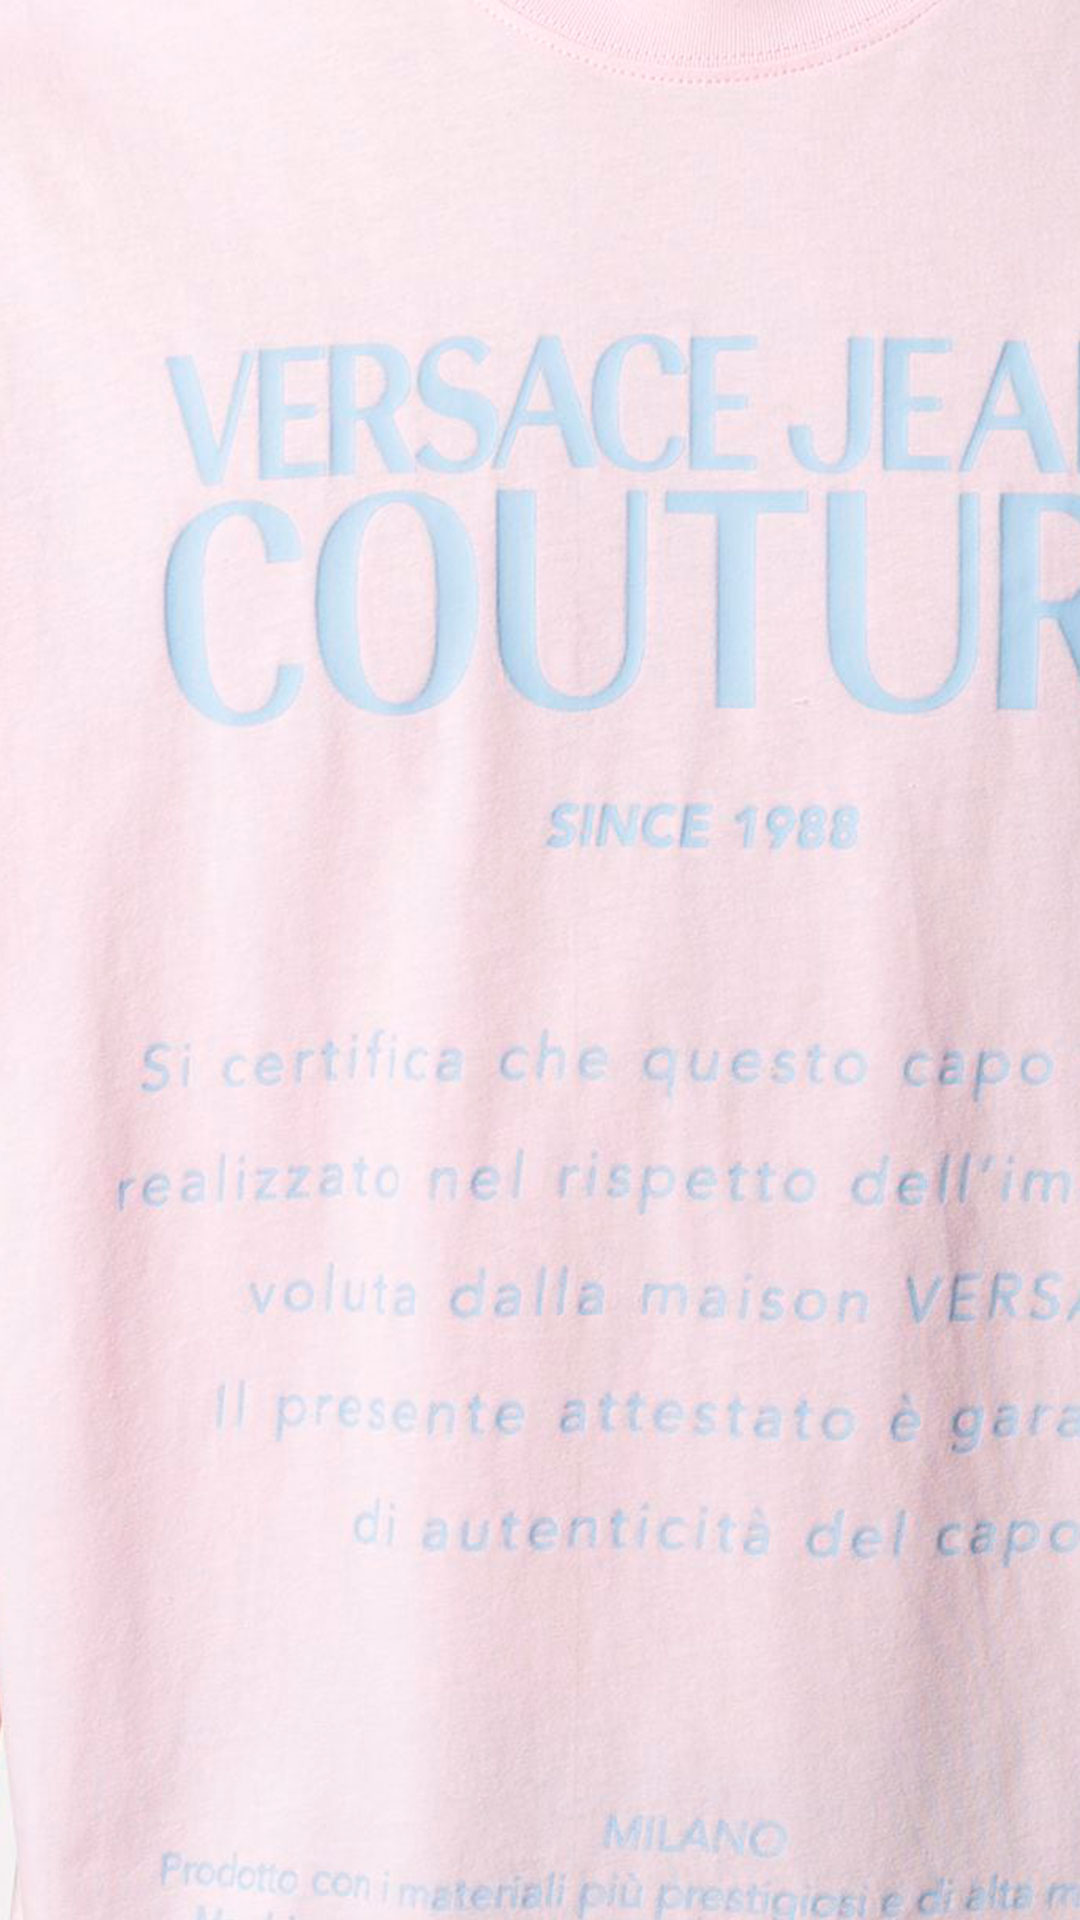 VERSACE JEA
COUTUR
SINCE 1988
Si certifica che questo capo
realizzato nel rispetto dell'im
voluta dalla maison VERSA
Il presente attestato è gara
di autenticità del capo
MILANO
Prodotto con i materiali più prestigiosi e di alta m